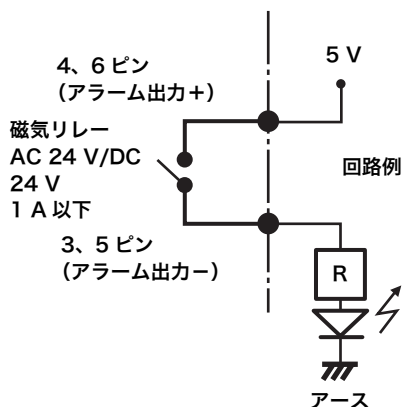 4、6 ピン
（アラーム出力＋）
5 V
磁気リレー
AC 24 V/DC
24 V
1 A 以下
回路例
3、5 ピン
（アラーム出力－）
R
アース